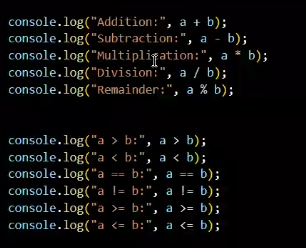 console.log("Addition:", a + b);
console.log("Subtraction:", a - b);
console.log("Multiplication:", a * b);
console.log("Division:", a / b);
console.log("Remainder:", a % b);
console.log("a > b:", a > b);
console.log("a < b:", a < b);
console.log("a == b:", a == b);
console.log("a != b:", a != b);
console.log("a >= b:", a >= b);
console.log("a <= b:", a <= b);